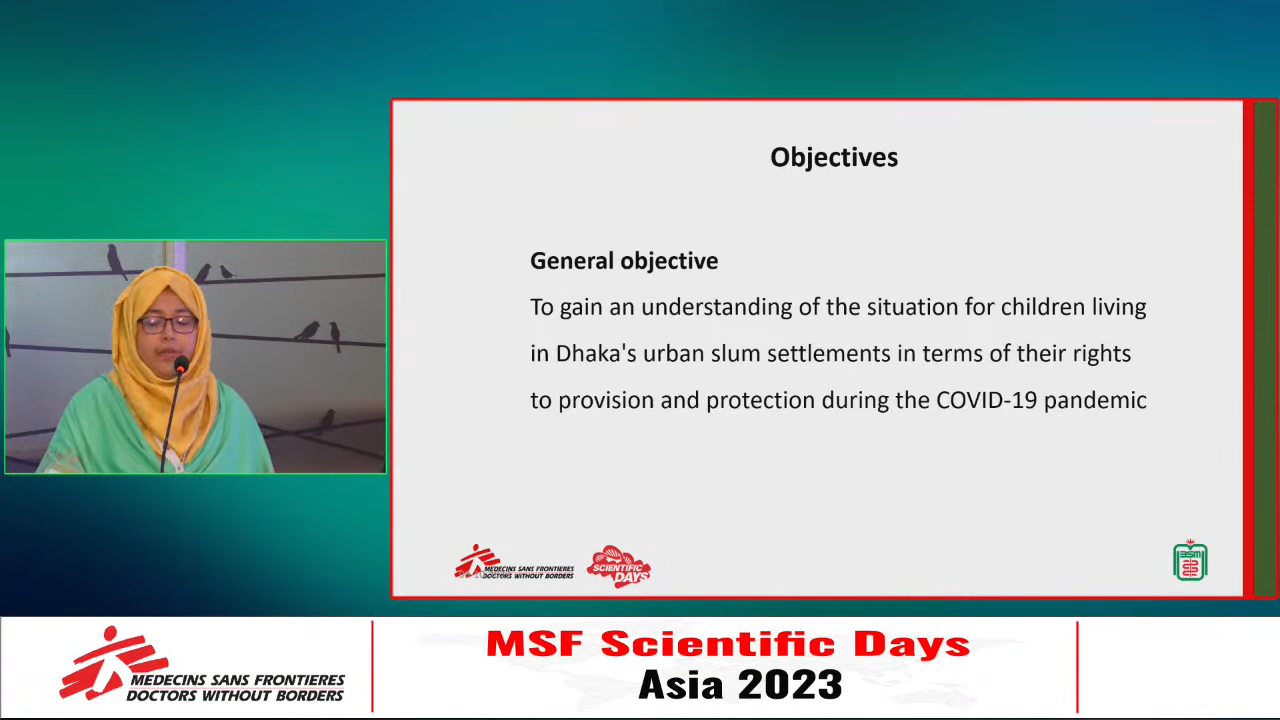 Objectives
General objective
To gain an understanding of the situation for children living
in Dhaka's urban slum settlements in terms of their rights
to provision and protection during the COVID-19 pandemic
MEDECINS SANS FRONTIERES
DOCTORS WITHOUT BORDERS
SCIENTIFIC
DAYS
MEDECINS SANS FRONTIERES
DOCTORS WITHOUT BORDERS
MSF Scientific Days
Asia 2023